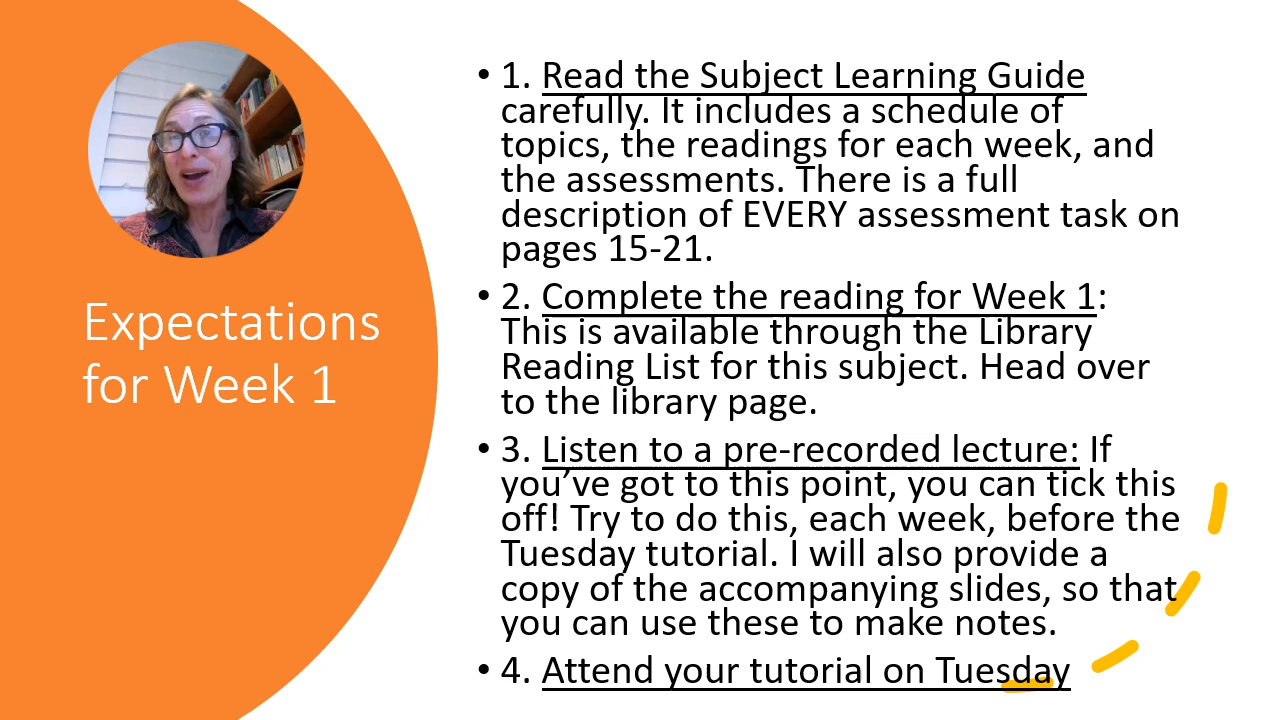 Expectations
for Week 1
• 1. Read the Subject Learning Guide
carefully. It includes a schedule of
topics, the readings for each week, and
the assessments. There is a full
description of EVERY assessment task on
pages 15-21.
• 2. Complete the reading for Week 1:
This is available through the Library
Reading List for this subject. Head over
to the library page.
• 3. Listen to a pre-recorded lecture: If
you’ve got to this point, you can tick this
off! Try to do this, each week, before the
Tuesday tutorial. I will also provide a
copy of the accompanying slides, so that
you can use these to make notes.
• 4. Attend your tutorial on Tuesday